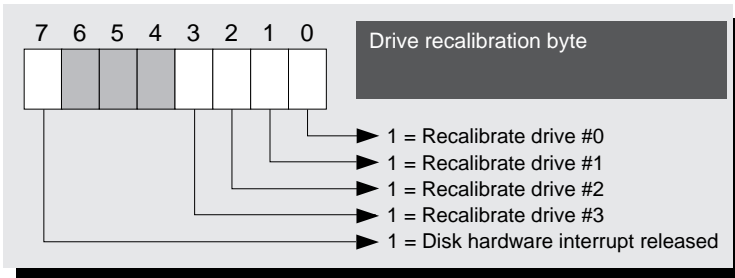 7 6 5 4 3 2 1 0
Drive recalibration byte
1 = Recalibrate drive #0
1 = Recalibrate drive #1
1 = Recalibrate drive #2
1 = Recalibrate drive #3
1 = Disk hardware interrupt released